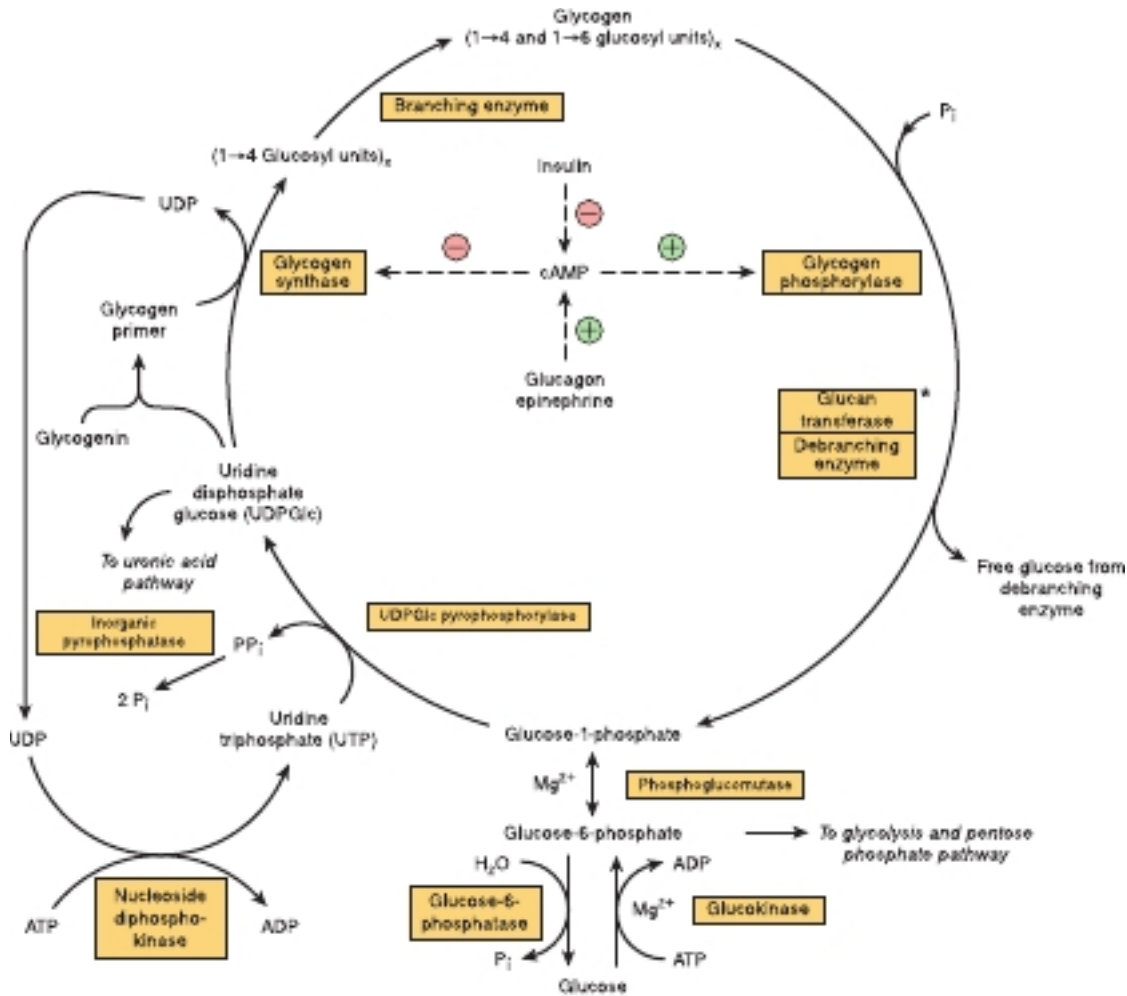 Glycogen
(1→4 and 1→6 glucosyl units)ₓ
Branching enzyme
Pᵢ
(1→4 Glucosyl units)ₓ
Insulin
UDP
−
−
+
Glycogen
synthase
cAMP
Glycogen
phosphorylase
Glycogen
primer
+
Glucagon
epinephrine
*
Glucan
transferase
Debranching
enzyme
Glycogenin
Uridine
disphosphate
glucose (UDPGlc)
To uronic acid
pathway
Free glucose from
debranching
enzyme
UDPGlc pyrophosphorylase
Inorganic
pyrophosphatase
PPᵢ
2 Pᵢ
Uridine
triphosphate (UTP)
UDP
Glucose-1-phosphate
Mg²⁺
Phosphoglucomutase
Glucose-6-phosphate
To glycolysis and pentose
phosphate pathway
H₂O
ADP
Glucose-6-
phosphatase
Mg²⁺
Glucokinase
Nucleoside
diphospho-
kinase
ATP
ADP
Pᵢ
ATP
Glucose